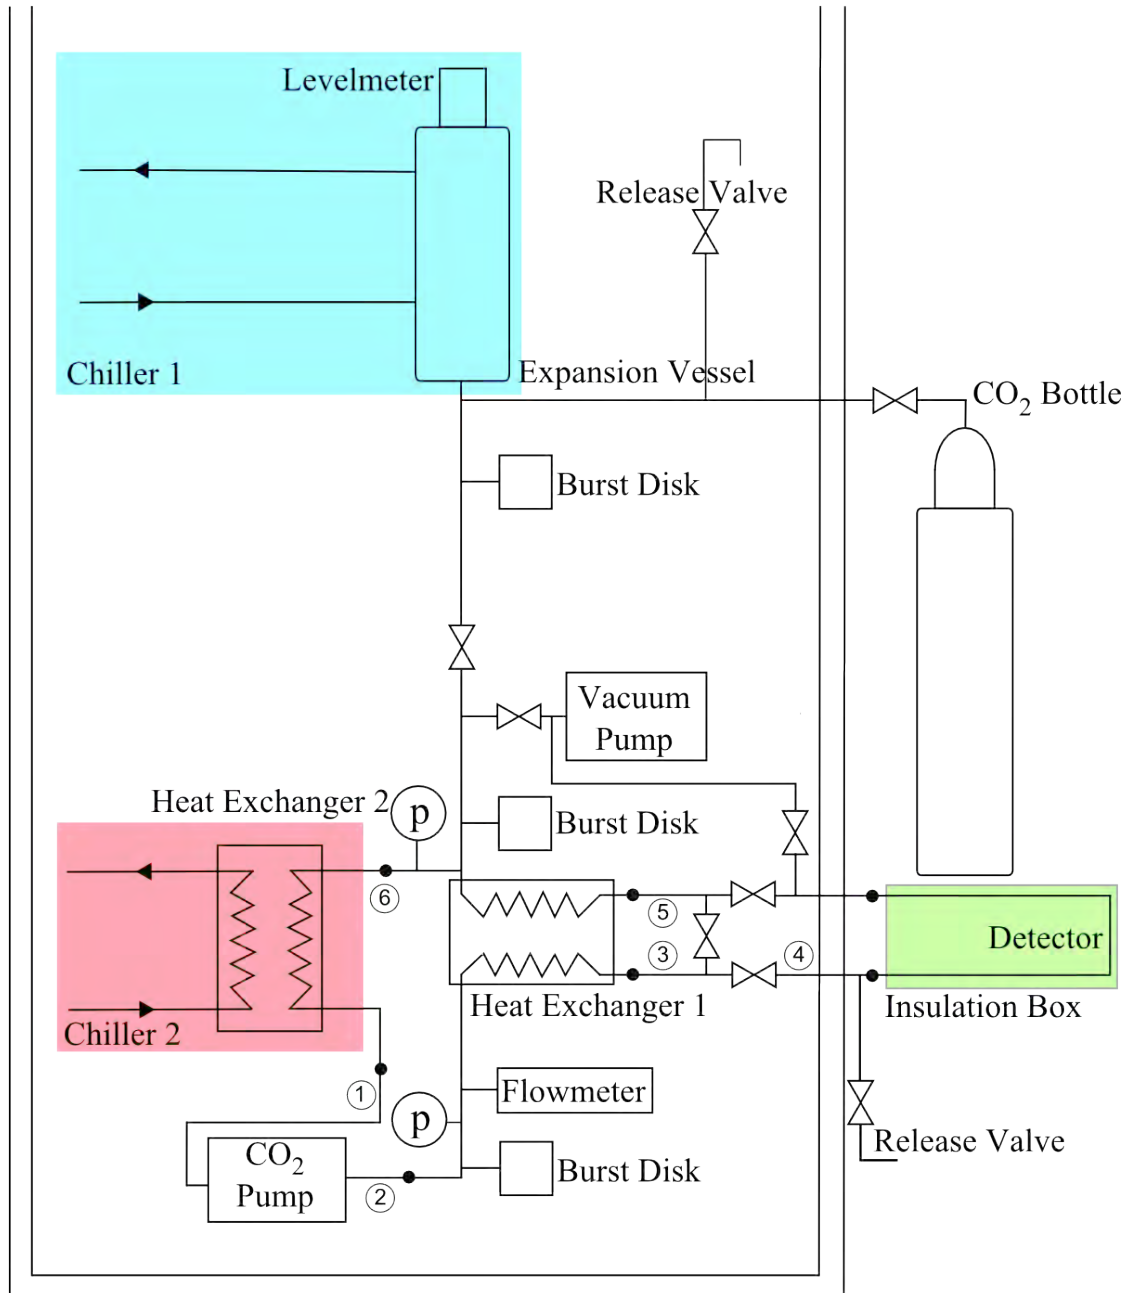 Levelmeter
Release Valve
Chiller 1
Expansion Vessel
CO₂ Bottle
Burst Disk
Vacuum
Pump
Heat Exchanger 2
p
Burst Disk
6
5
Detector
3
4
Heat Exchanger 1
Insulation Box
Chiller 2
1
p
Flowmeter
Release Valve
CO₂
Pump
2
Burst Disk